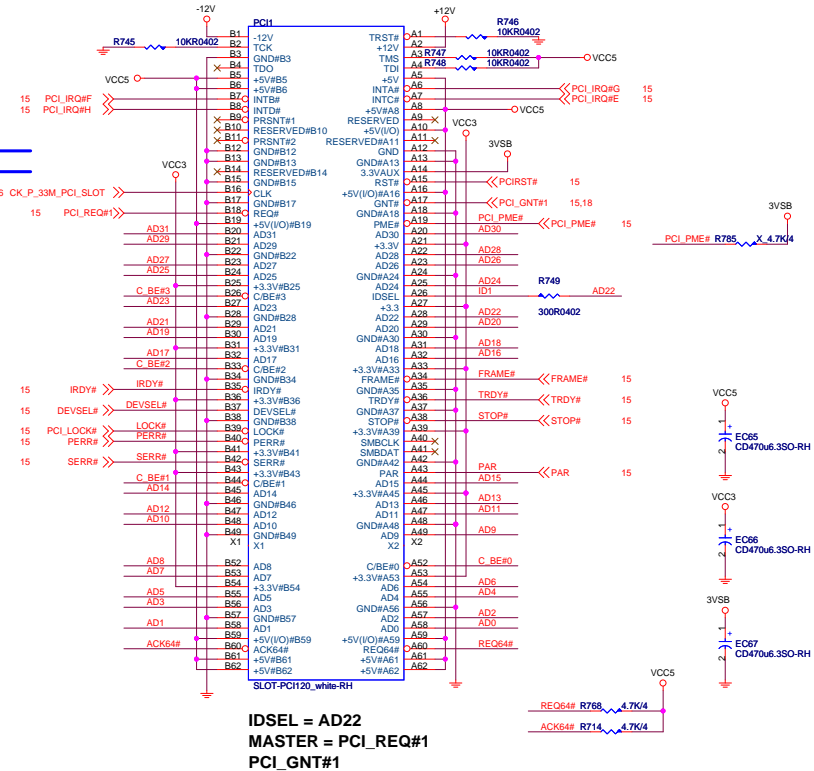 -12V
+12V
PCI1
R745 10KR0402
R746
10KR0402
R747 10KR0402
R748 10KR0402
VCC5
VCC5
PCI_IRQ#G 15
PCI_IRQ#E 15
VCC5
15 PCI_IRQ#F
15 PCI_IRQ#H
VCC3
3VSB
VCC3
PCIRST# 15
PCI_GNT#1 15,18
PCI_PME# PCI_PME# 15
CK_P_33M_PCI_SLOT
15 PCI_REQ#1
3VSB
PCI_PME# R785 X_4.7K/4
B1 -12V TRST# A1
B2 TCK +12V A2
B3 GND#B3 TMS A3
B4 TDO TDI A4
B5 +5V#B5 +5V A5
B6 +5V#B6 INTA# A6
B7 INTB# INTC# A7
B8 INTD# +5V#A8 A8
B9 PRSNT#1 RESERVED A9
B10 RESERVED#B10 +5V(I/O) A10
B11 PRSNT#2 RESERVED#A11 A11
B12 GND#B12 GND A12
B13 GND#B13 GND#A13 A13
B14 RESERVED#B14 3.3VAUX A14
B15 GND#B15 RST# A15
B16 CLK +5V(I/O)#A16 A16
B17 GND#B17 GNT# A17
B18 REQ# GND#A18 A18
B19 +5V(I/O)#B19 PME# A19
AD31 B20 AD31 AD30 A20 AD30
AD29 B21 AD29 +3.3V A21
B22 GND#B22 AD28 A22 AD28
AD27 B23 AD27 AD26 A23 AD26
AD25 B24 AD25 GND#A24 A24
B25 +3.3V#B25 AD24 A25 AD24
C_BE#3 B26 C/BE#3 IDSEL A26 ID1 R749 AD22
300R0402
AD23 B27 AD23 +3.3 A27
B28 GND#B28 AD22 A28 AD22
AD21 B29 AD21 AD20 A29 AD20
AD19 B30 AD19 GND#A30 A30
B31 +3.3V#B31 AD18 A31 AD18
AD17 B32 AD17 AD16 A32 AD16
C_BE#2 B33 C/BE#2 +3.3V#A33 A33
B34 GND#B34 FRAME# A34 FRAME# FRAME# 15
15 IRDY# IRDY# B35 IRDY# GND#A35 A35
B36 +3.3V#B36 TRDY# A36 TRDY# TRDY# 15
15 DEVSEL# DEVSEL# B37 DEVSEL# GND#A37 A37
B38 GND#B38 STOP# A38 STOP# STOP# 15
15 PCI_LOCK# LOCK# B39 LOCK# +3.3V#A39 A39
15 PERR# PERR# B40 PERR# SMBCLK A40
B41 +3.3V#B41 SMBDAT A41
15 SERR# SERR# B42 SERR# GND#A42 A42
B43 +3.3V#B43 PAR A43 PAR PAR 15
C_BE#1 B44 C/BE#1 AD15 A44 AD15
AD14 B45 AD14 +3.3V#A45 A45
B46 GND#B46 AD13 A46 AD13
AD12 B47 AD12 AD11 A47 AD11
AD10 B48 AD10 GND#A48 A48
B49 GND#B49 AD9 A49 AD9
X1 X1 X2 X2
AD8 B52 AD8 C/BE#0 A52 C_BE#0
AD7 B53 AD7 +3.3V#A53 A53
B54 +3.3V#B54 AD6 A54 AD6
AD5 B55 AD5 AD4 A55 AD4
AD3 B56 AD3 GND#A56 A56
B57 GND#B57 AD2 A57 AD2
AD1 B58 AD1 AD0 A58 AD0
B59 +5V(I/O)#B59 +5V(I/O)#A59 A59
ACK64# B60 ACK64# REQ64# A60 REQ64#
B61 +5V#B61 +5V#A61 A61
B62 +5V#B62 +5V#A62 A62
SLOT-PCI120_white-RH
VCC5
1
+
2
EC65
CD470u6.3SO-RH
VCC3
1
+
2
EC66
CD470u6.3SO-RH
3VSB
1
+
2
EC67
CD470u6.3SO-RH
VCC5
REQ64# R768 4.7K/4
ACK64# R714 4.7K/4
IDSEL = AD22
MASTER = PCI_REQ#1
PCI_GNT#1